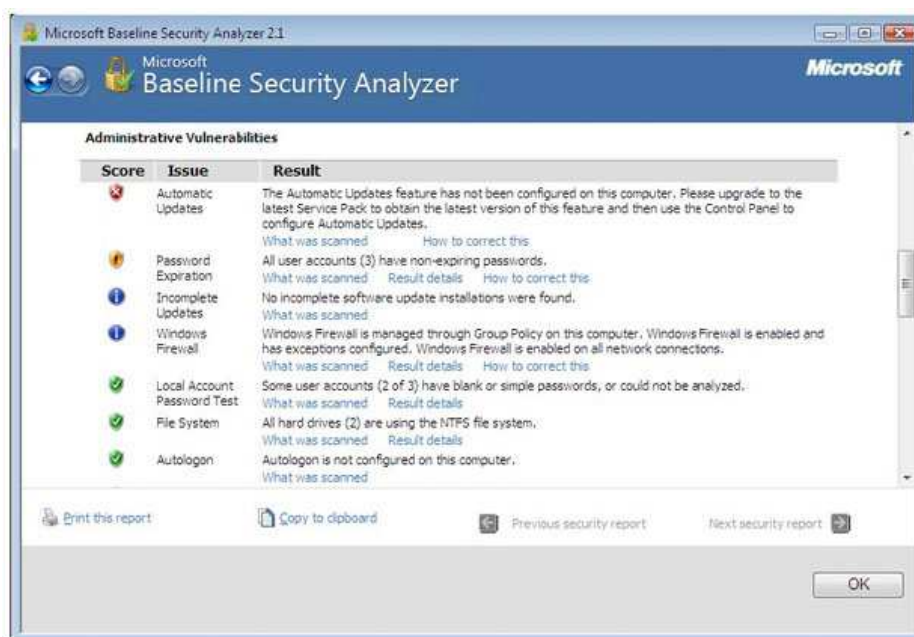 Microsoft Baseline Security Analyzer 2.1
Microsoft
Baseline Security Analyzer
Microsoft
Administrative Vulnerabilities
Score Issue Result
Automatic Updates
The Automatic Updates feature has not been configured on this computer. Please upgrade to the
latest Service Pack to obtain the latest version of this feature and then use the Control Panel to
configure Automatic Updates.
What was scanned How to correct this
Password Expiration
All user accounts (3) have non-expiring passwords.
What was scanned Result details How to correct this
Incomplete Updates
No incomplete software update installations were found.
What was scanned
Windows Firewall
Windows Firewall is managed through Group Policy on this computer. Windows Firewall is enabled and
has exceptions configured. Windows Firewall is enabled on all network connections.
What was scanned Result details How to correct this
Local Account Password Test
Some user accounts (2 of 3) have blank or simple passwords, or could not be analyzed.
What was scanned Result details
File System
All hard drives (2) are using the NTFS file system.
What was scanned Result details
Autologon
Autologon is not configured on this computer.
What was scanned
Print this report
Copy to clipboard
Previous security report
Next security report
OK